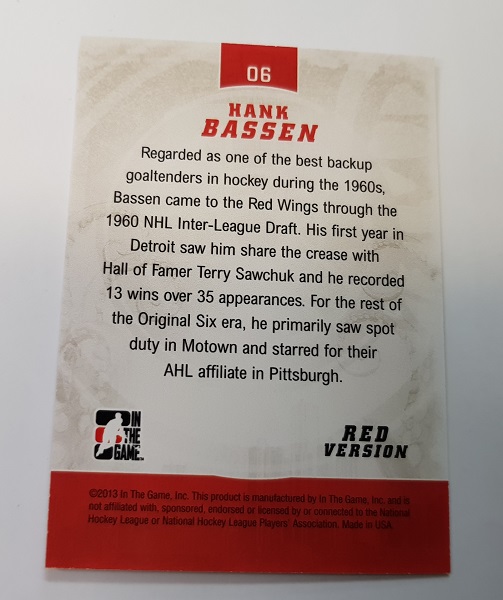 06
HANK
BASSEN
Regarded as one of the best backup
goaltenders in hockey during the 1960s,
Bassen came to the Red Wings through the
1960 NHL Inter-League Draft. His first year in
Detroit saw him share the crease with
Hall of Famer Terry Sawchuk and he recorded
13 wins over 35 appearances. For the rest of
the Original Six era, he primarily saw spot
duty in Motown and starred for their
AHL affiliate in Pittsburgh.
IN
THE
GAME
RED
VERSION
©2013 In The Game, Inc. This product is manufactured by In The Game, Inc. and is
not affiliated with, sponsored, endorsed or licensed by or connected to the National
Hockey League or National Hockey League Players' Association. Made in USA